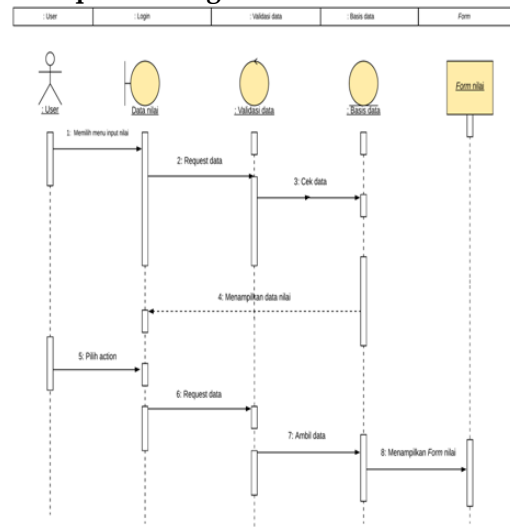 : User : Login : Validasi data : Basis data Form
: User Data nilai : Validasi data : Basis data Form nilai
1: Memilih menu input nilai
2: Request data
3: Cek data
4: Menampilkan data nilai
5: Pilih action
6: Request data
7: Ambil data
8: Menampilkan Form nilai